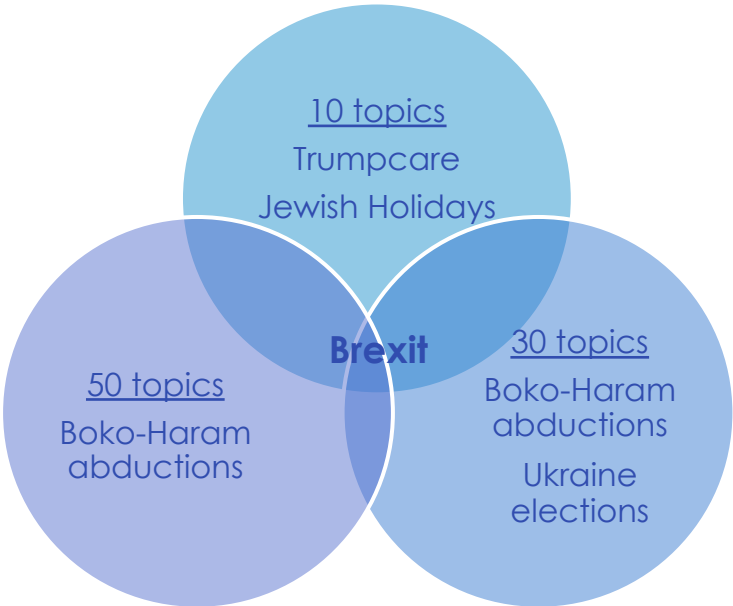 10 topics
Trumpcare
Jewish Holidays
Brexit
50 topics
Boko-Haram
abductions
30 topics
Boko-Haram
abductions
Ukraine
elections